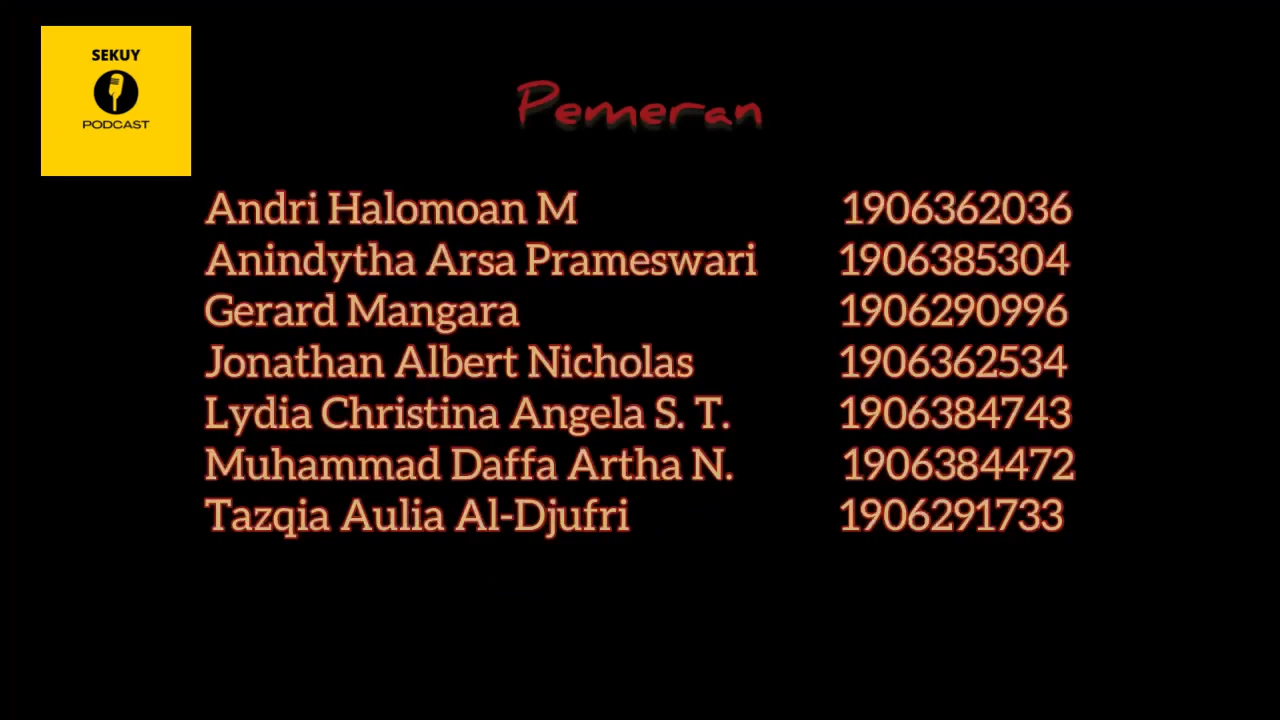 SEKUY
PODCAST
Pemeran
Andri Halomoan M 1906362036
Anindytha Arsa Prameswari 1906385304
Gerard Mangara 1906290996
Jonathan Albert Nicholas 1906362534
Lydia Christina Angela S. T. 1906384743
Muhammad Daffa Artha N. 1906384472
Tazqia Aulia Al-Djufri 1906291733